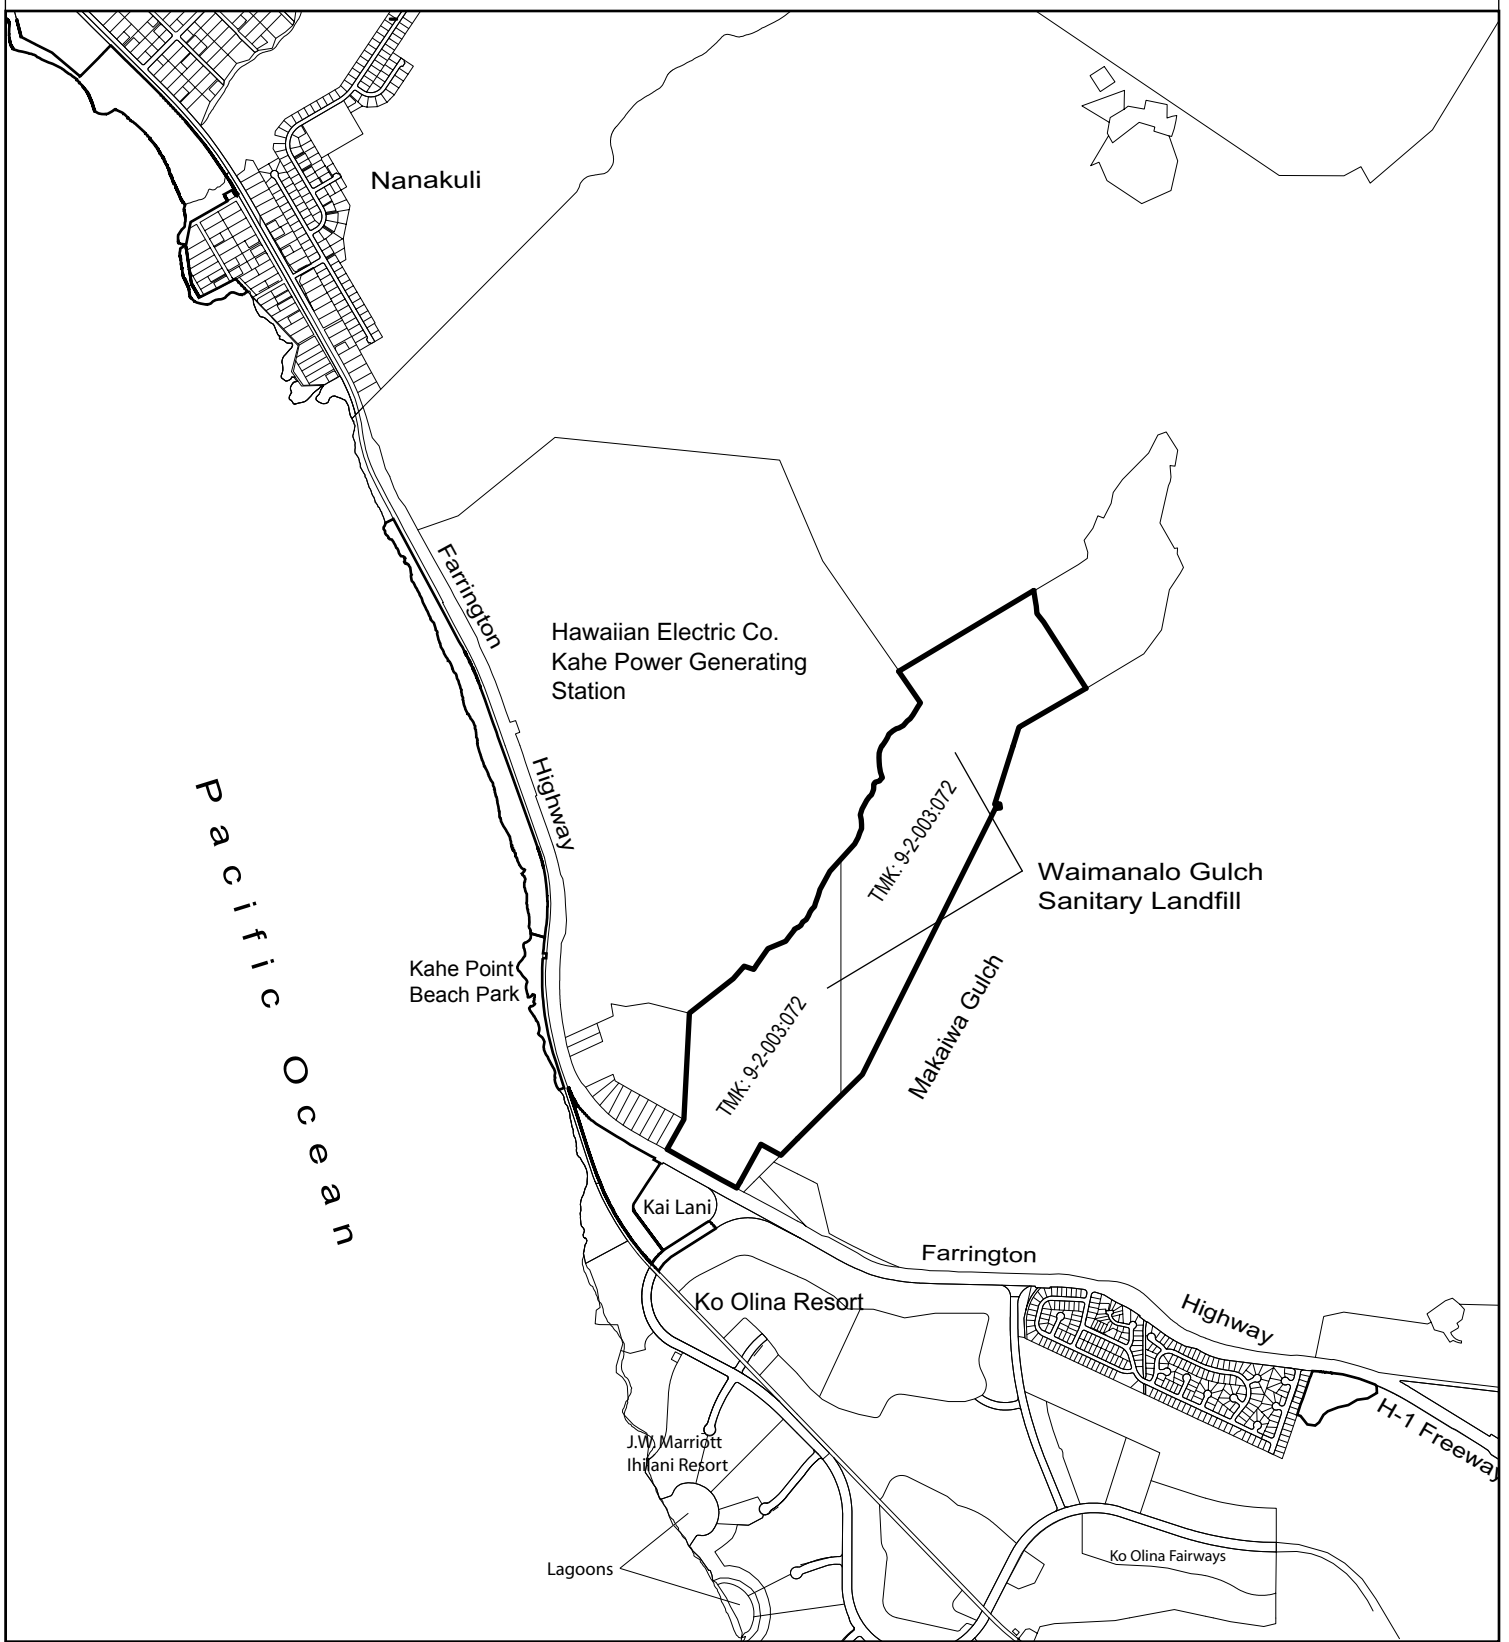 Nanakuli
Farrington
Hawaiian Electric Co.
Kahe Power Generating
Station
Highway
Pacific Ocean
TMK: 9-2-003:072
Waimanalo Gulch
Sanitary Landfill
Kahe Point
Beach Park
Makaiwa Gulch
TMK: 9-2-003:072
Kai Lani
Farrington
Ko Olina Resort
Highway
H-1 Freeway
J.W. Marriott
Ihilani Resort
Ko Olina Fairways
Lagoons